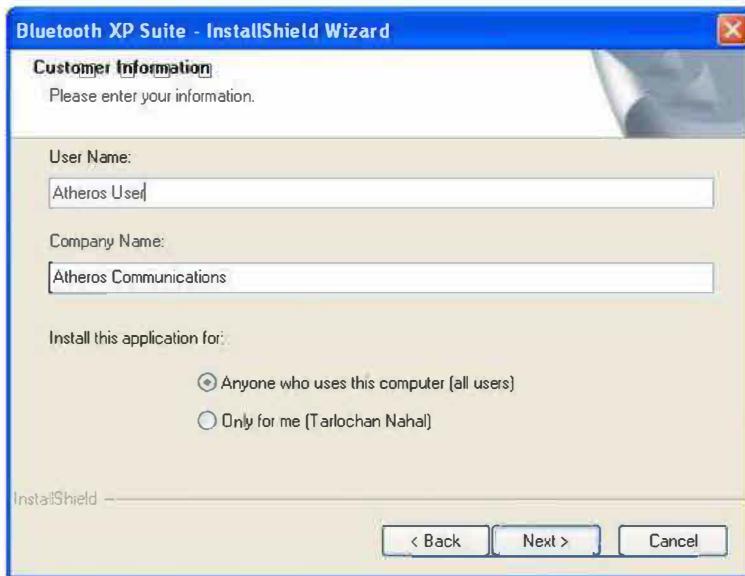 Bluetooth XP Suite - InstallShield Wizard
Customer Information
Please enter your information.
User Name:
Atheros User
Company Name:
Atheros Communications
Install this application for:
Anyone who uses this computer (all users)
Only for me (Tarlochan Nahal)
InstallShield
< Back Next > Cancel